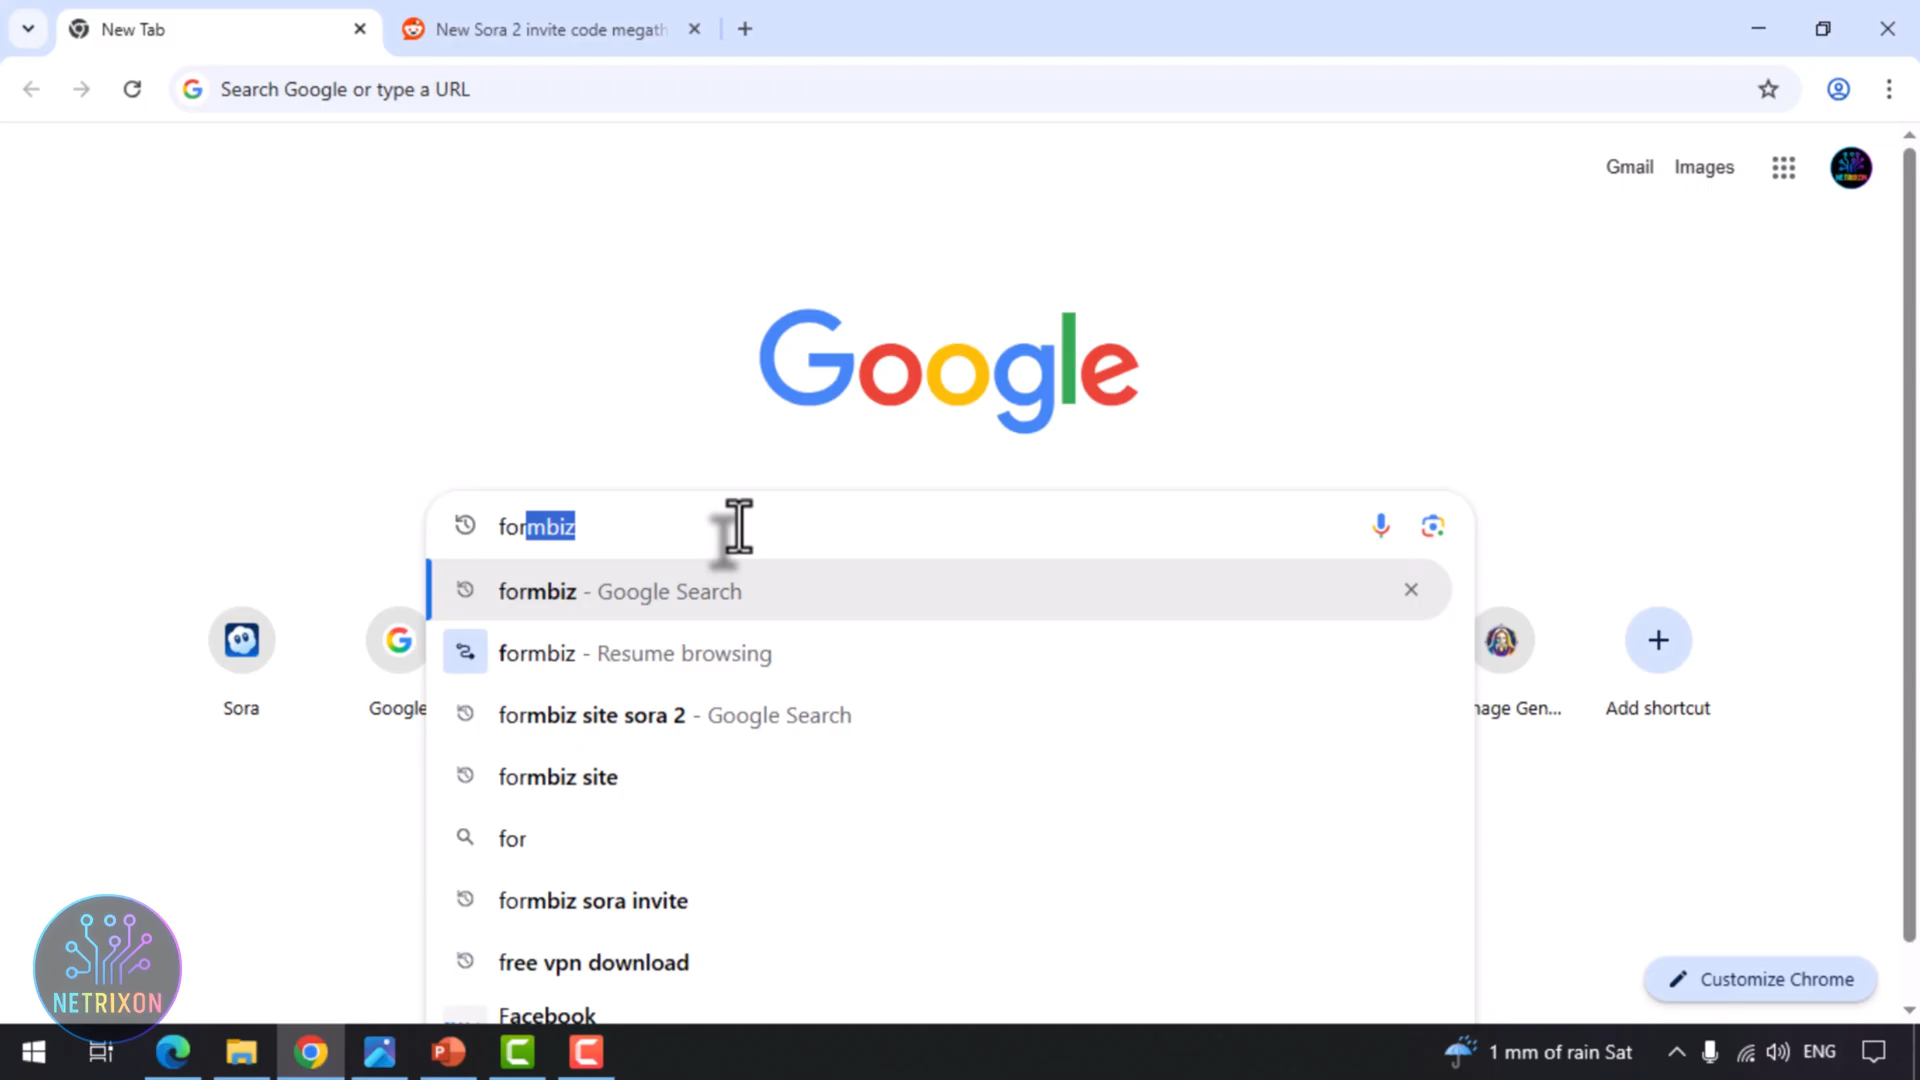 New Tab
New Sora 2 invite code megath
Search Google or type a URL
Gmail Images
NETRIXON
Google
formbiz
formbiz - Google Search
formbiz - Resume browsing
formbiz site sora 2 - Google Search
formbiz site
for
formbiz sora invite
free vpn download
Facebook
Sora
Google
mage Gen...
Add shortcut
Customize Chrome
NETRIXON
1 mm of rain Sat
ENG